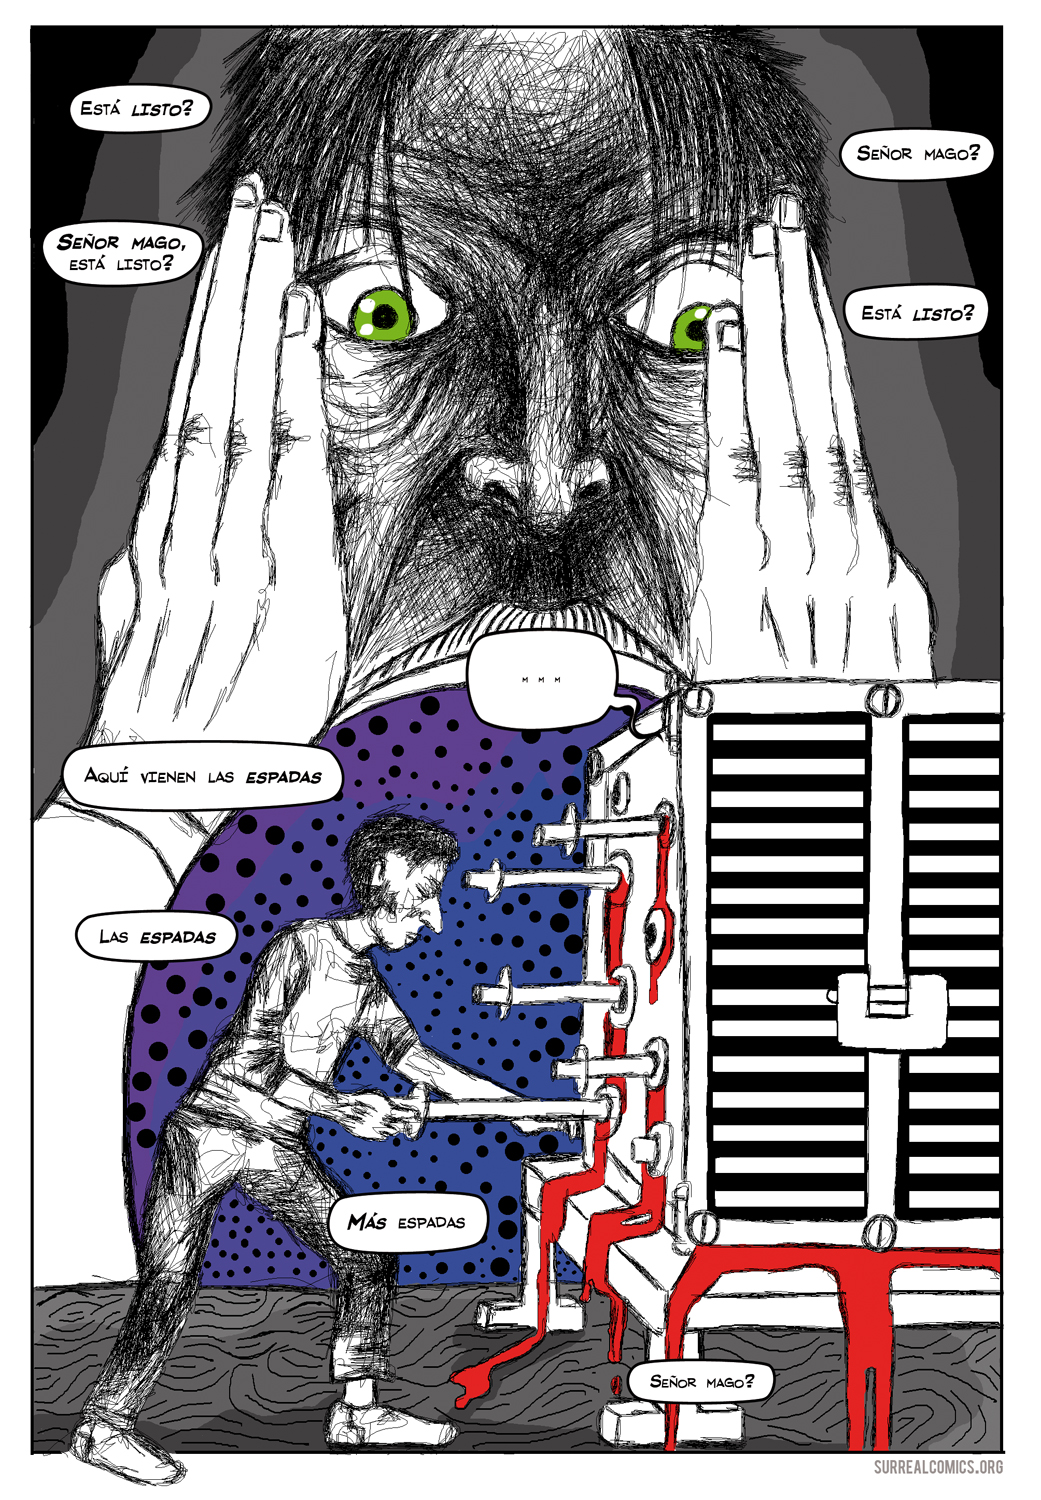 Está listo?
Señor mago?
Señor mago,
está listo?
Está listo?
M M M
Aquí vienen las espadas
Las espadas
Más espadas
Señor mago?
SURREALCOMICS.ORG